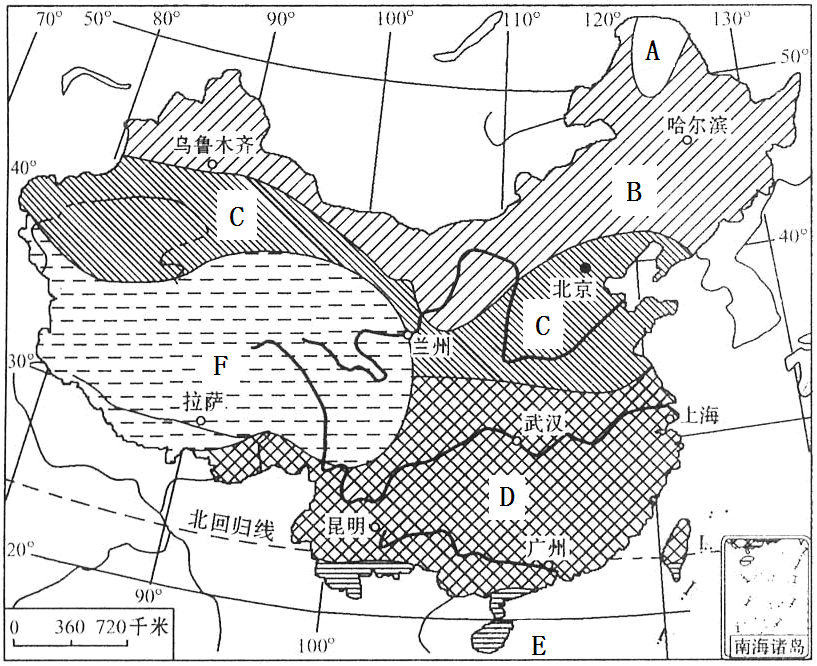 70° 50° 80° 90° 100° 110° 120° 130°
A
50°
乌鲁木齐
哈尔滨
40°
B
C
40°
北京
C
兰州
F
30°
拉萨
武汉
上海
D
北回归线
昆明
广州
20°
90°
100°
E
0 360 720千米
南海诸岛